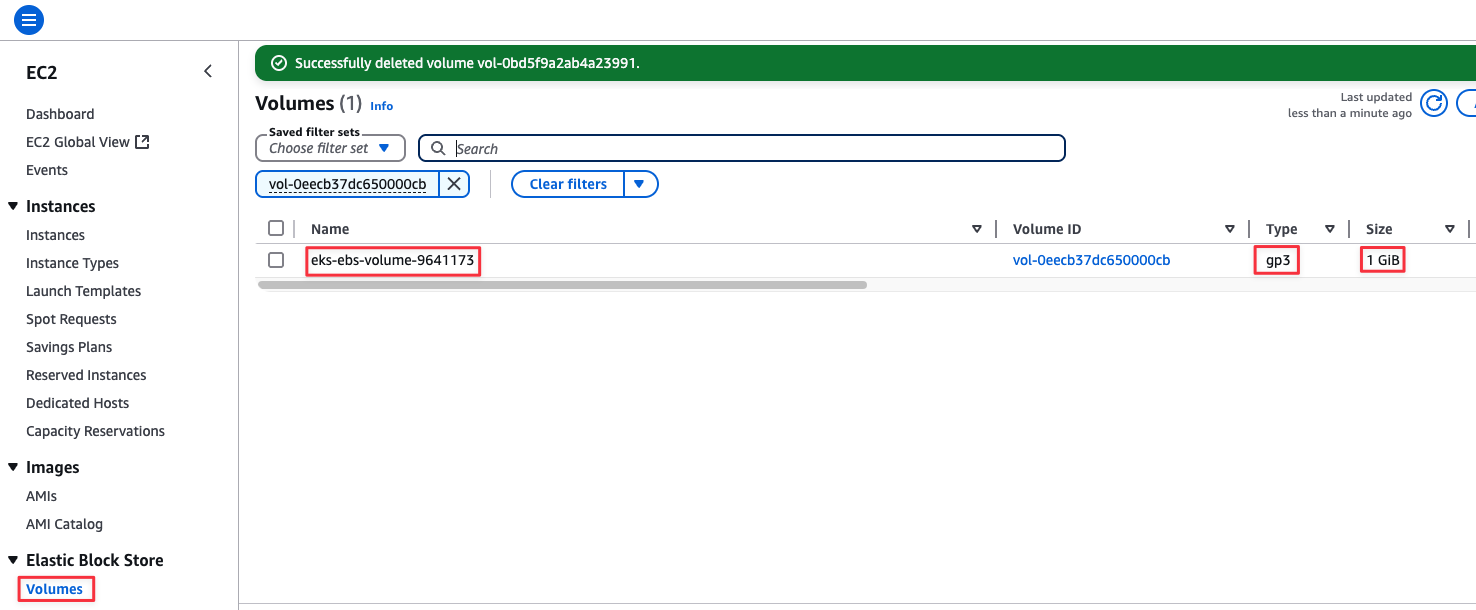 EC2
Dashboard
EC2 Global View
Events
Instances
Instances
Instance Types
Launch Templates
Spot Requests
Savings Plans
Reserved Instances
Dedicated Hosts
Capacity Reservations
Images
AMIs
AMI Catalog
Elastic Block Store
Volumes
Successfully deleted volume vol-0bd5f9a2ab4a23991.
Volumes (1) Info
Last updated
less than a minute ago
Saved filter sets
Choose filter set
Search
vol-0eecb37dc650000cb
Clear filters
Name Volume ID Type Size
eks-ebs-volume-9641173 vol-0eecb37dc650000cb gp3 1 GiB